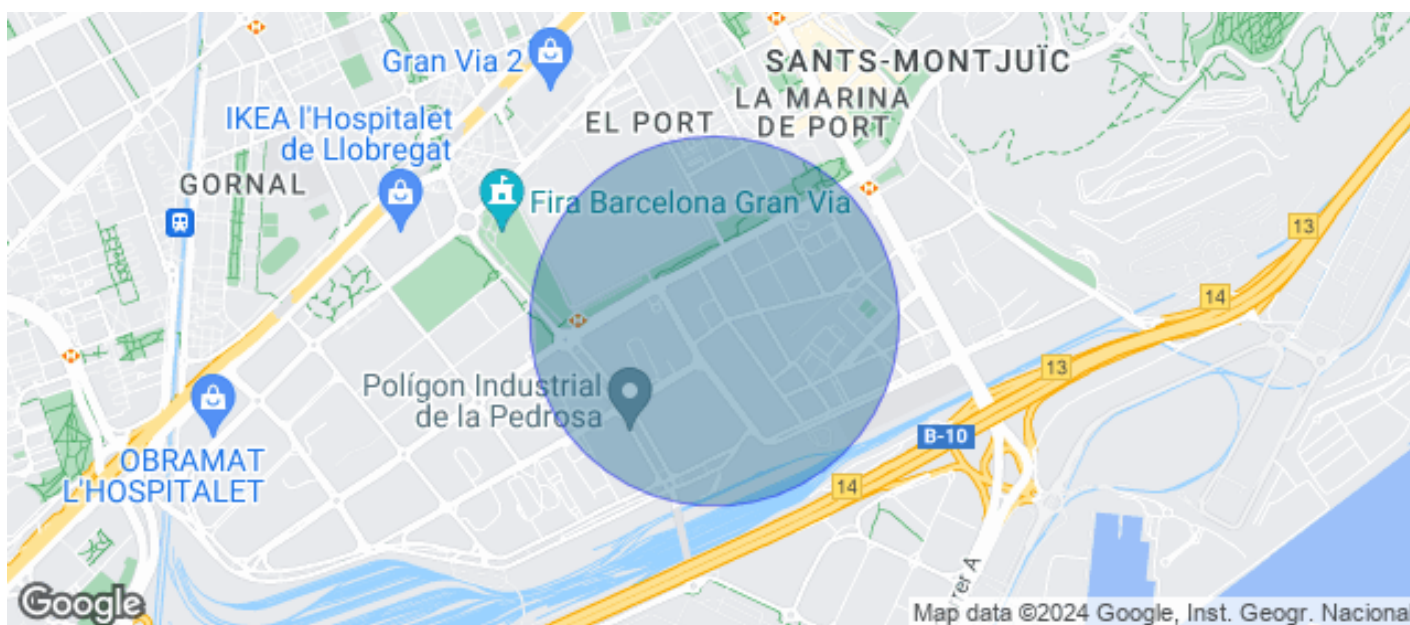 Gran Via 2
SANTS-MONTJUÏC
LA MARINA
DE PORT
EL PORT
IKEA l'Hospitalet
de Llobregat
GORNAL
Fira Barcelona Gran Via
13
14
13
Polígon Industrial
de la Pedrosa
B-10
OBRAMAT
L'HOSPITALET
14
rer A
Google
Map data ©2024 Google, Inst. Geogr. Nacional